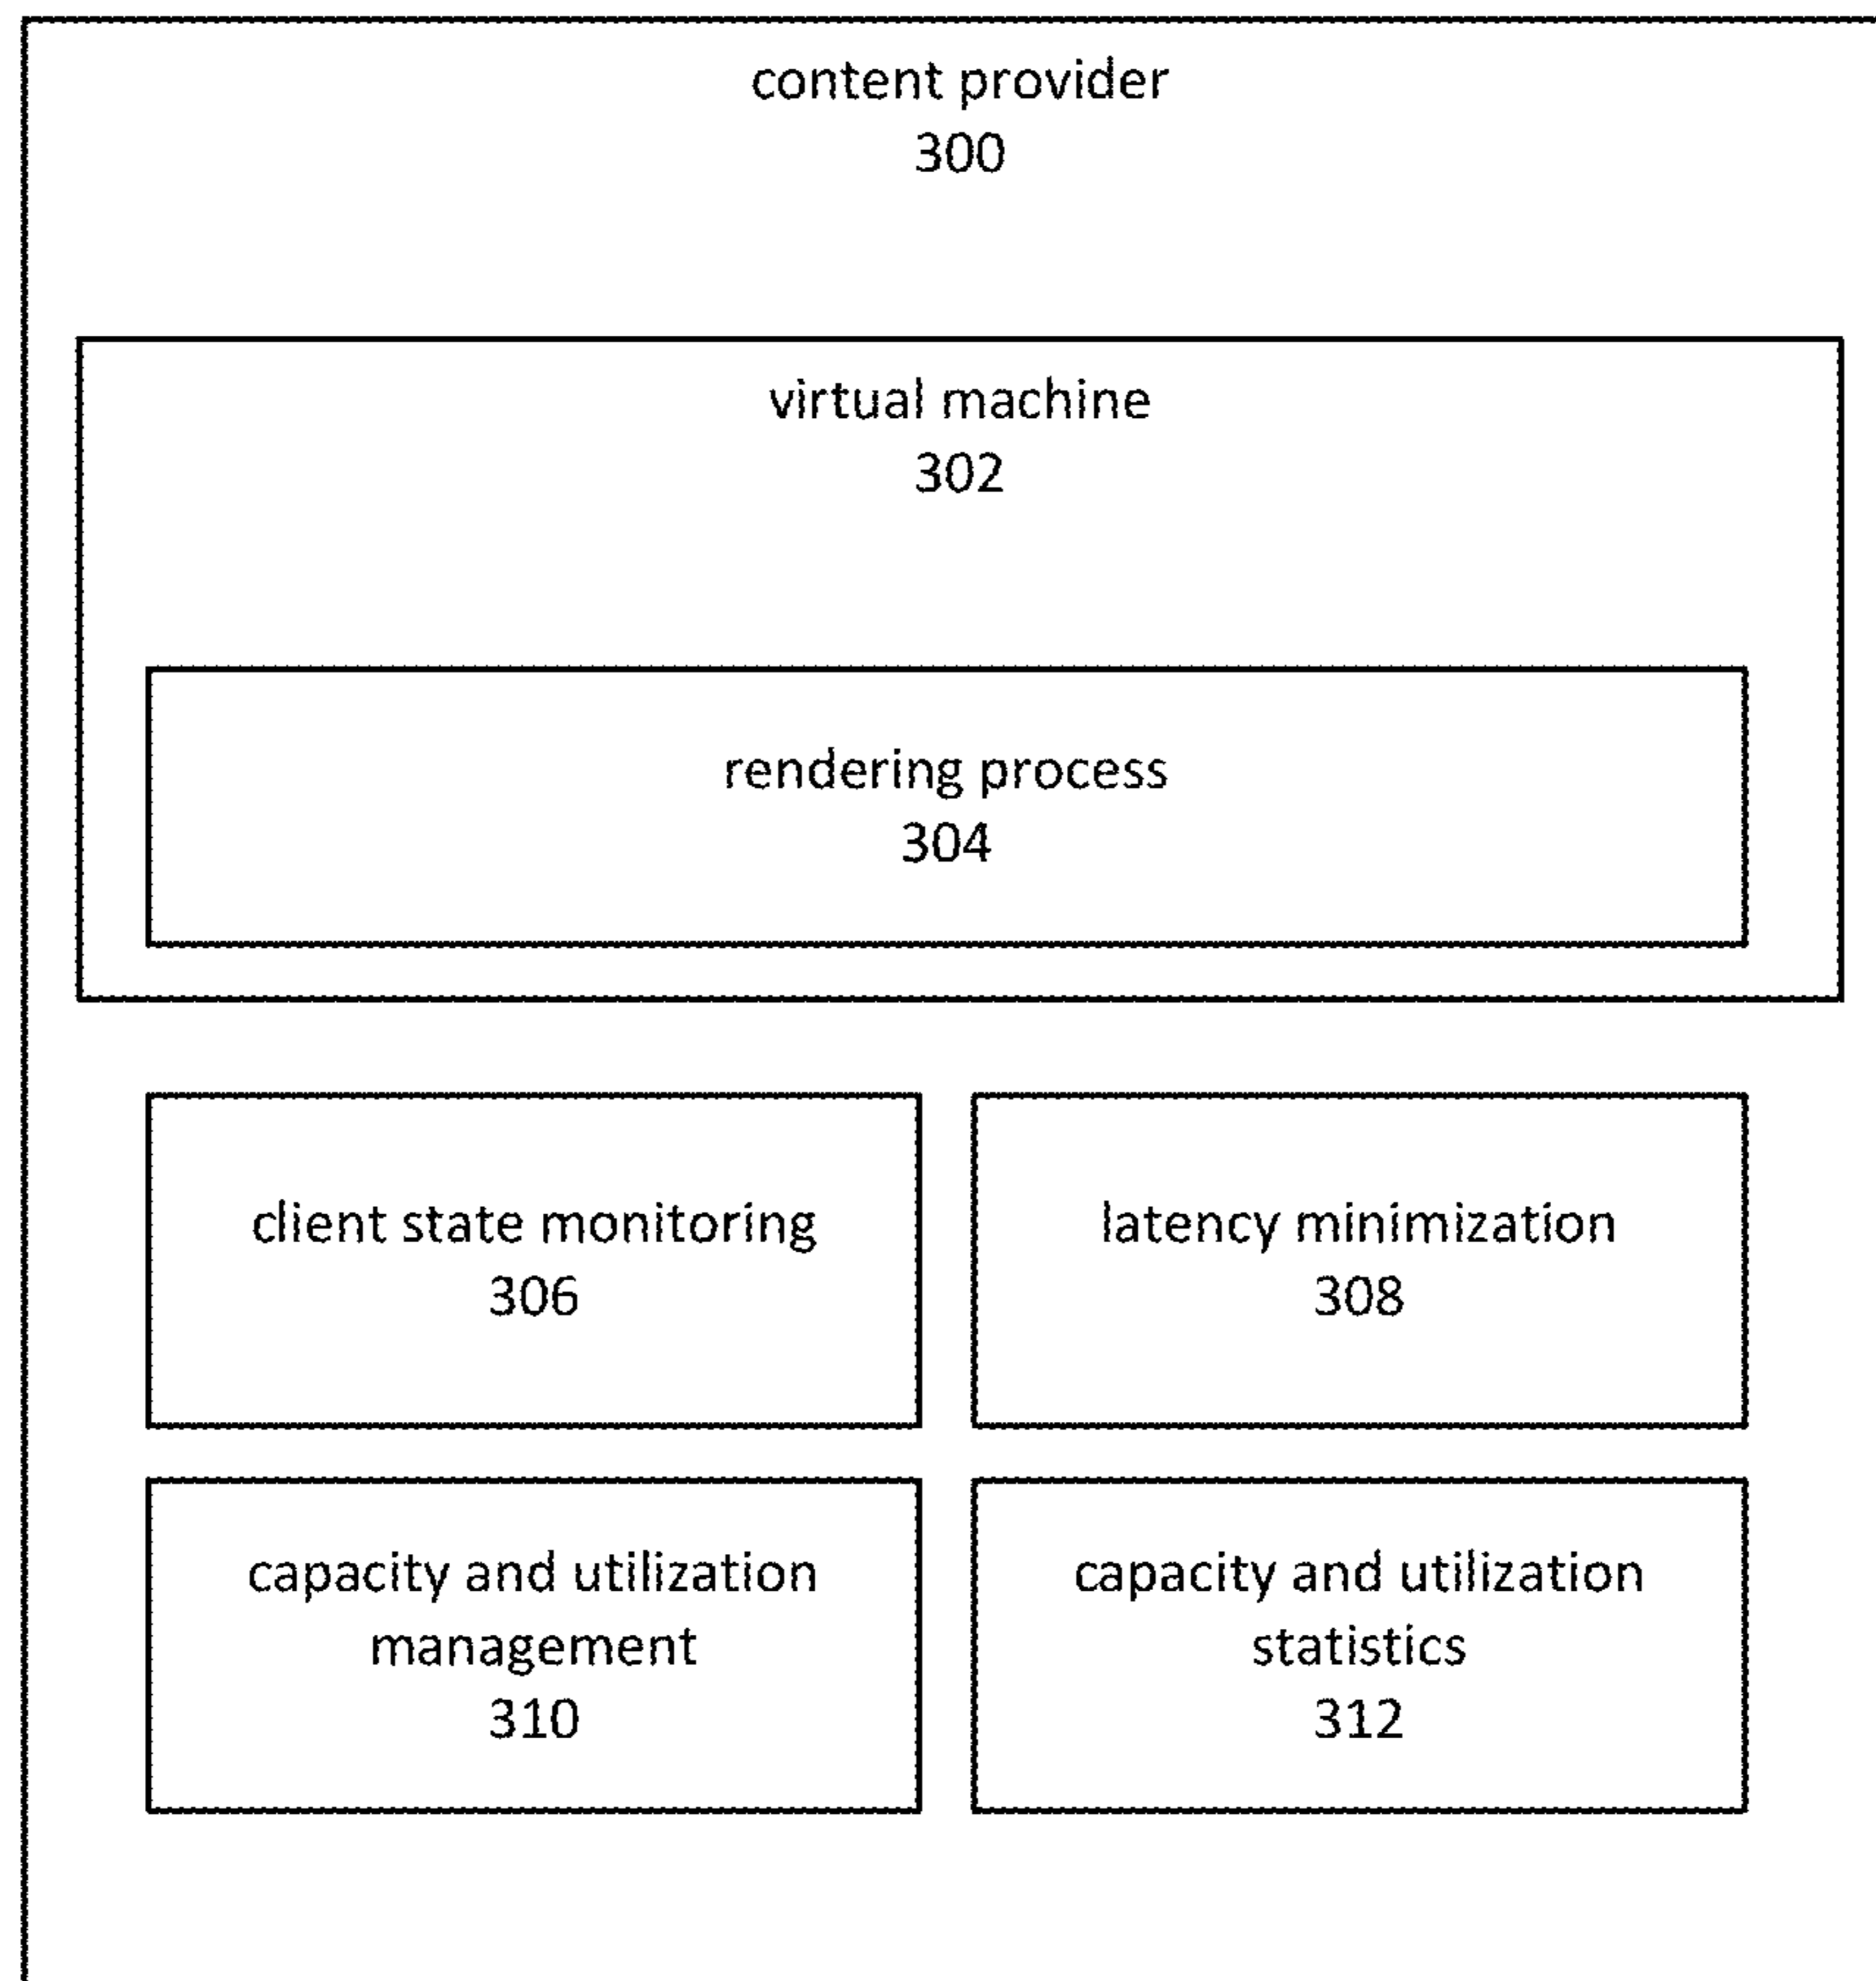 content provider
300
virtual machine
302
rendering process
304
client state monitoring
306
latency minimization
308
capacity and utilization
management
310
capacity and utilization
statistics
312